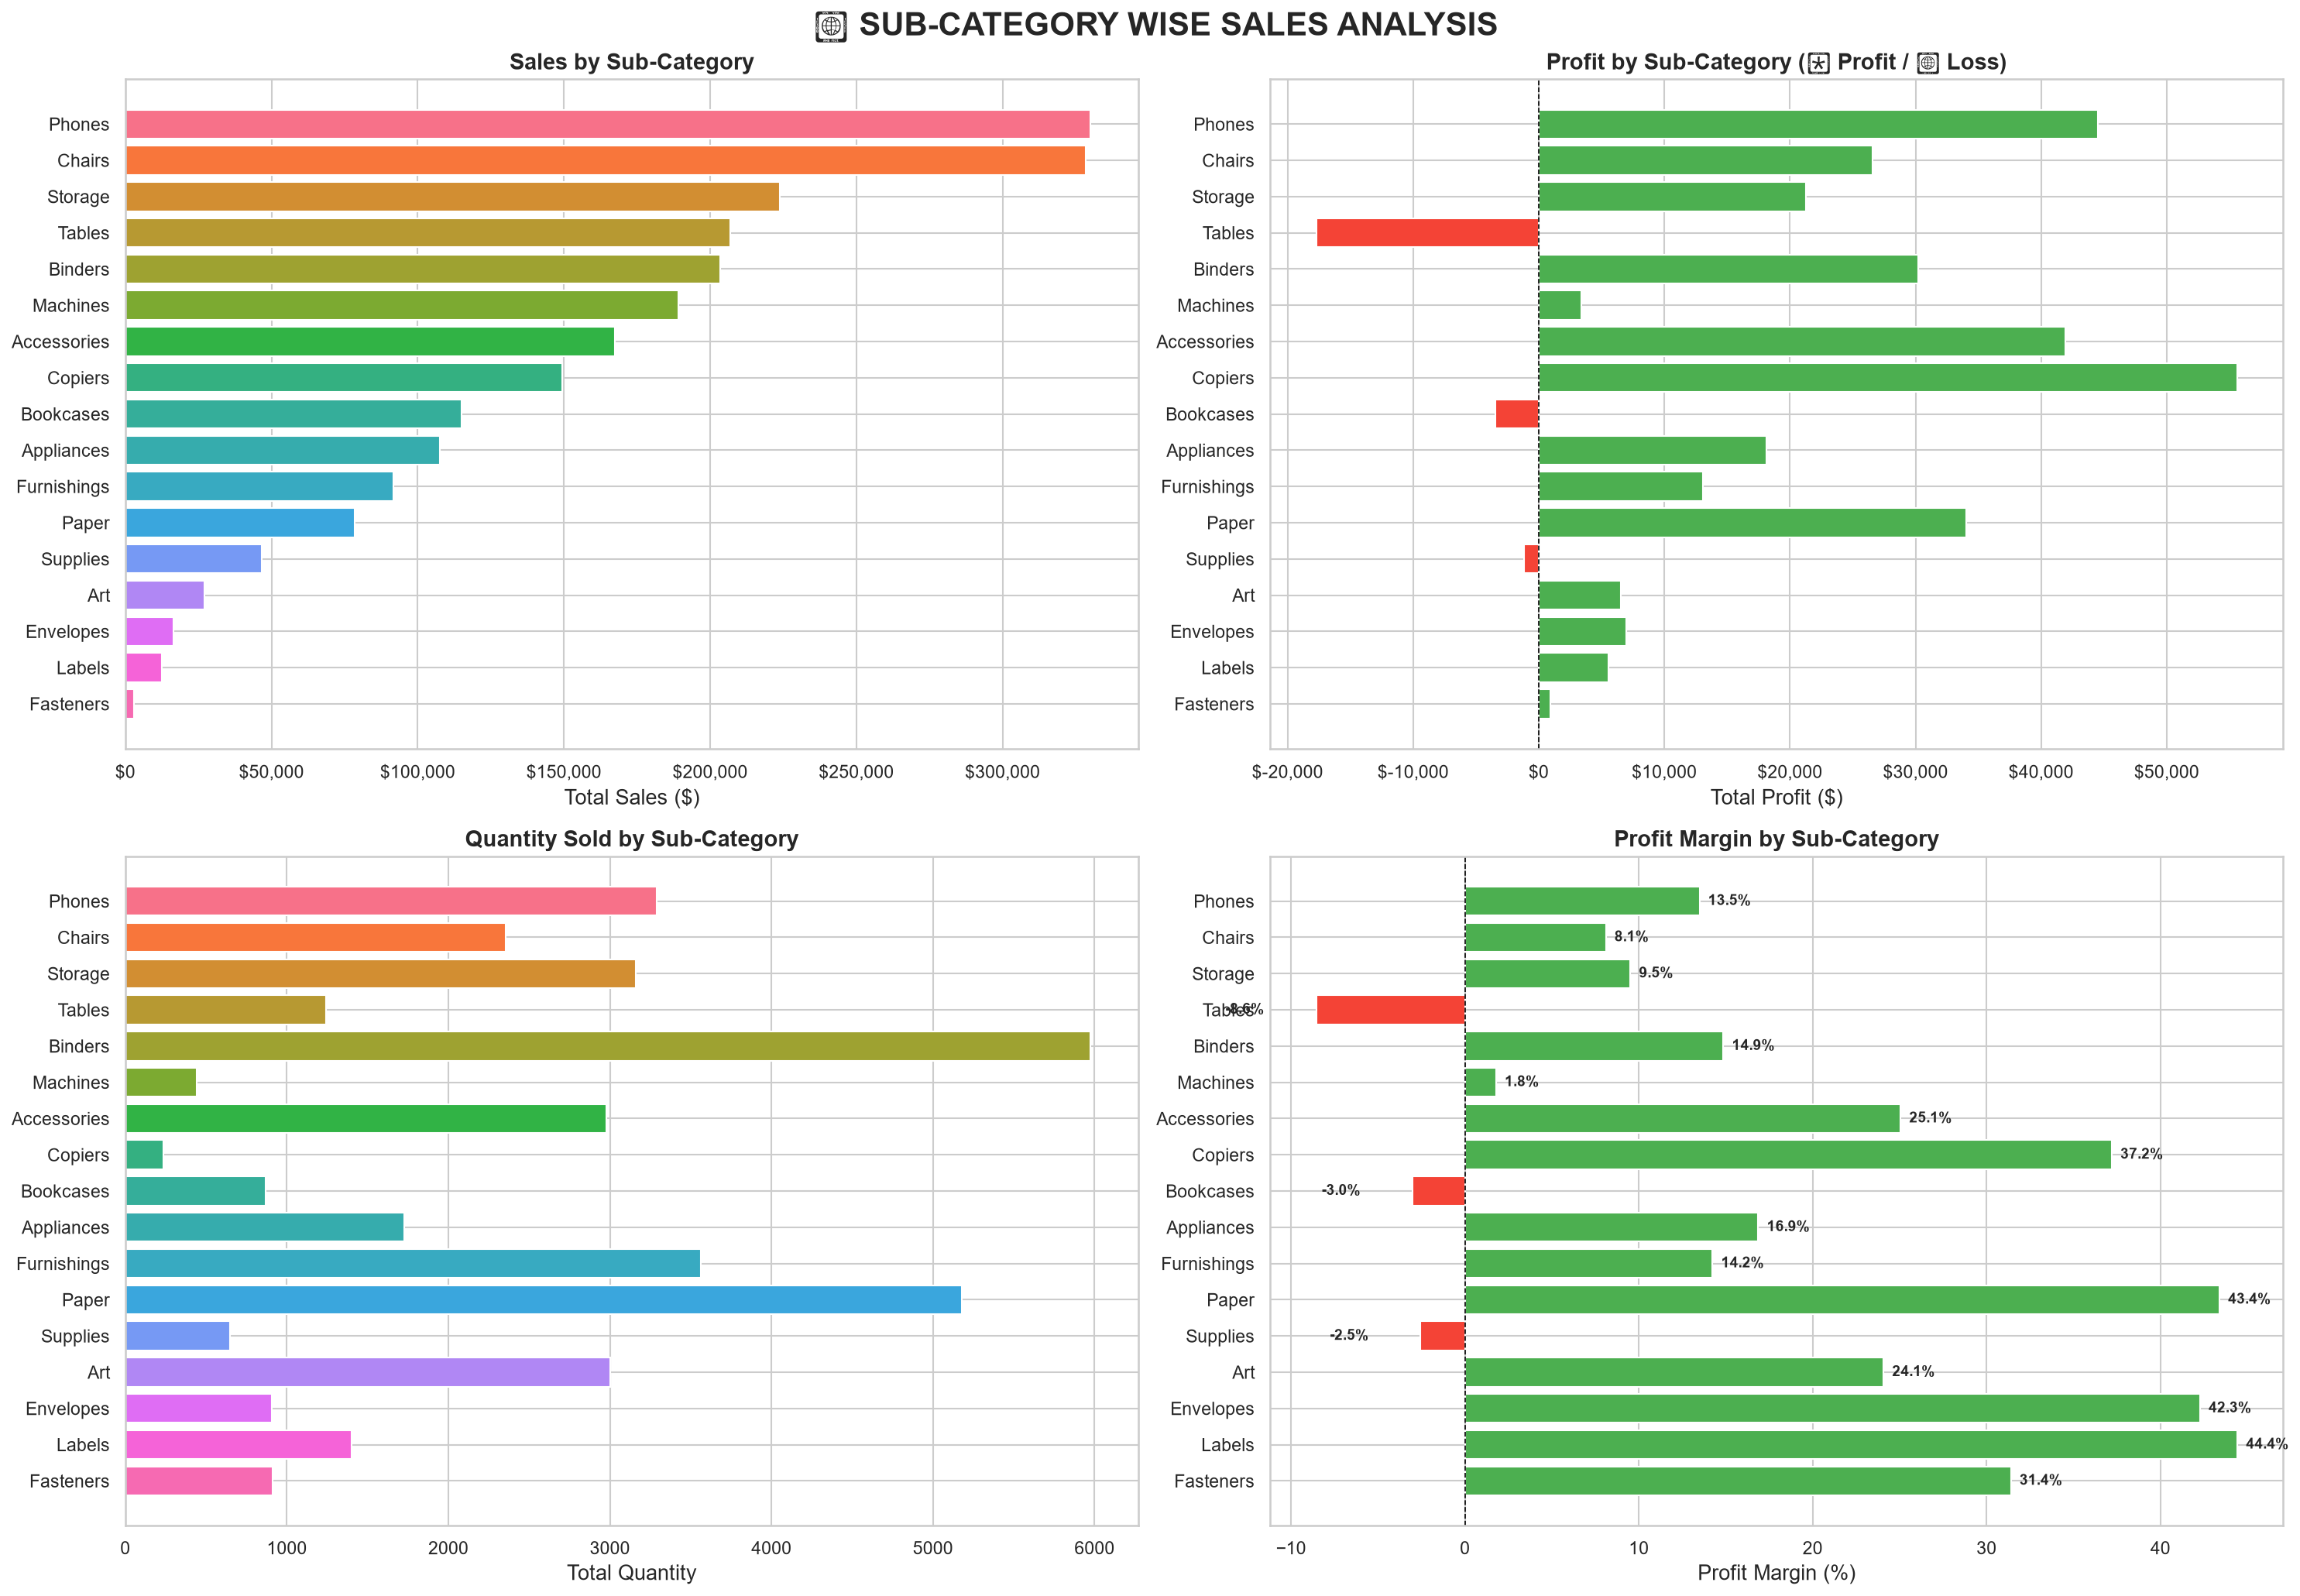 SUB-CATEGORY WISE SALES ANALYSIS
Sales by Sub-Category
Phones
Chairs
Storage
Tables
Binders
Machines
Accessories
Copiers
Bookcases
Appliances
Furnishings
Paper
Supplies
Art
Envelopes
Labels
Fasteners
$0 $50,000 $100,000 $150,000 $200,000 $250,000 $300,000
Total Sales ($)
Profit by Sub-Category ( Profit / Loss)
Phones
Chairs
Storage
Tables
Binders
Machines
Accessories
Copiers
Bookcases
Appliances
Furnishings
Paper
Supplies
Art
Envelopes
Labels
Fasteners
$-20,000 $-10,000 $0 $10,000 $20,000 $30,000 $40,000 $50,000
Total Profit ($)
Quantity Sold by Sub-Category
Phones
Chairs
Storage
Tables
Binders
Machines
Accessories
Copiers
Bookcases
Appliances
Furnishings
Paper
Supplies
Art
Envelopes
Labels
Fasteners
0 1000 2000 3000 4000 5000 6000
Total Quantity
Profit Margin by Sub-Category
Phones 13.5%
Chairs 8.1%
Storage 9.5%
Tables -8.6%
Binders 14.9%
Machines 1.8%
Accessories 25.1%
Copiers 37.2%
Bookcases -3.0%
Appliances 16.9%
Furnishings 14.2%
Paper 43.4%
Supplies -2.5%
Art 24.1%
Envelopes 42.3%
Labels 44.4%
Fasteners 31.4%
−10 0 10 20 30 40
Profit Margin (%)